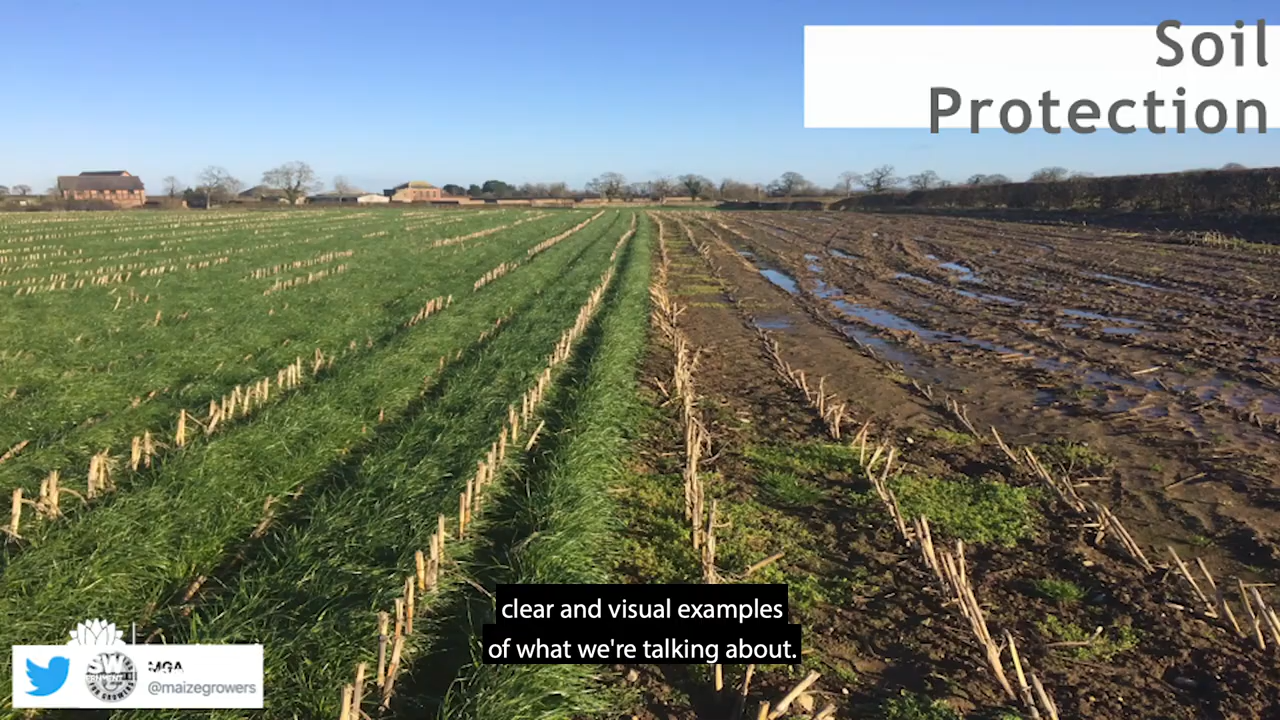 Soil
Protection
clear and visual examples
of what we're talking about.
MGA
@maizegrowers